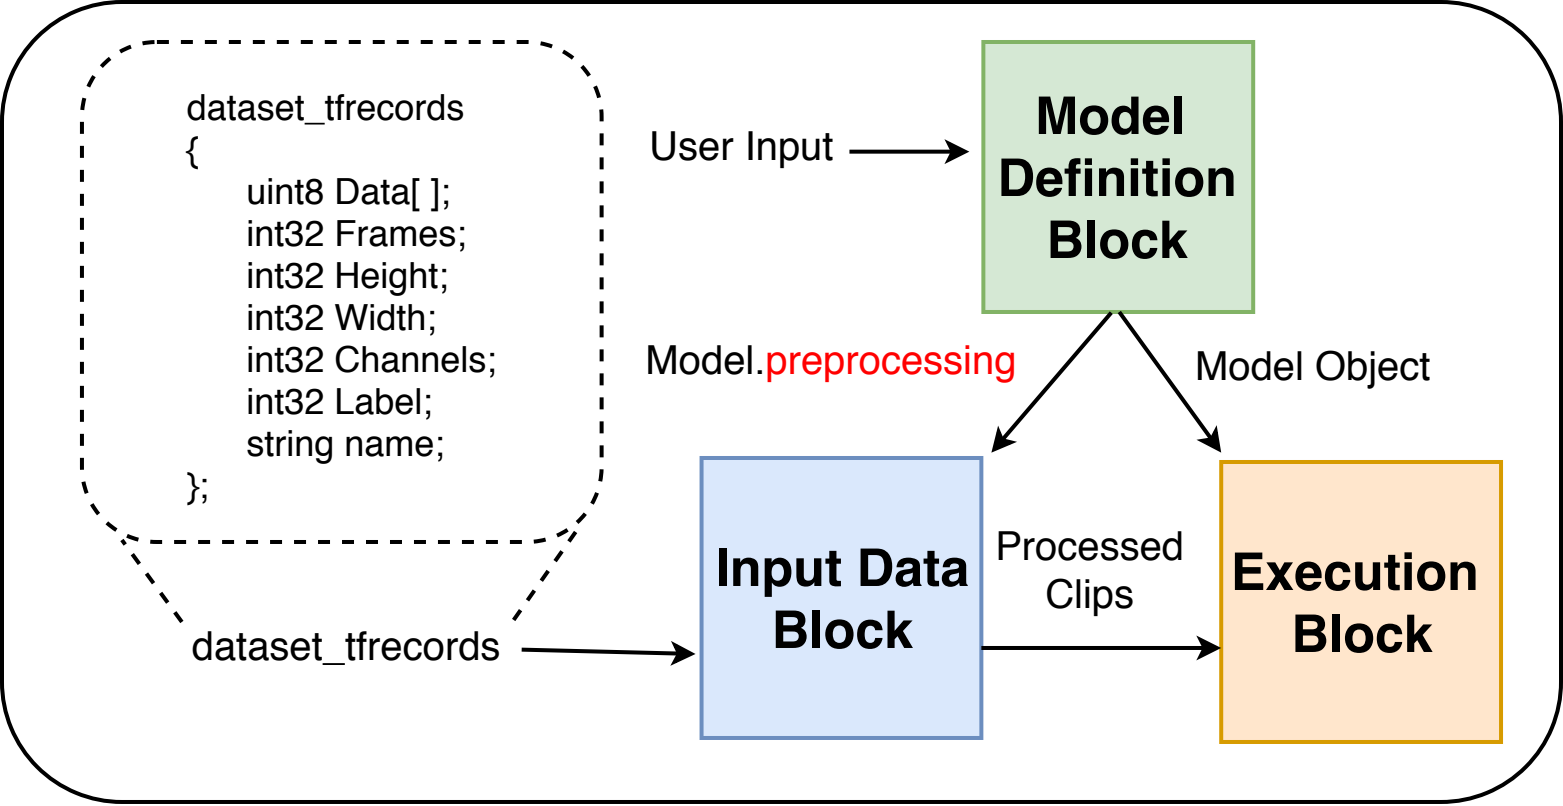 dataset_tfrecords
{
uint8 Data[ ];
int32 Frames;
int32 Height;
int32 Width;
int32 Channels;
int32 Label;
string name;
};
dataset_tfrecords
User Input
Model
Definition
Block
Model.preprocessing
Model Object
Input Data
Block
Processed
Clips
Execution
Block